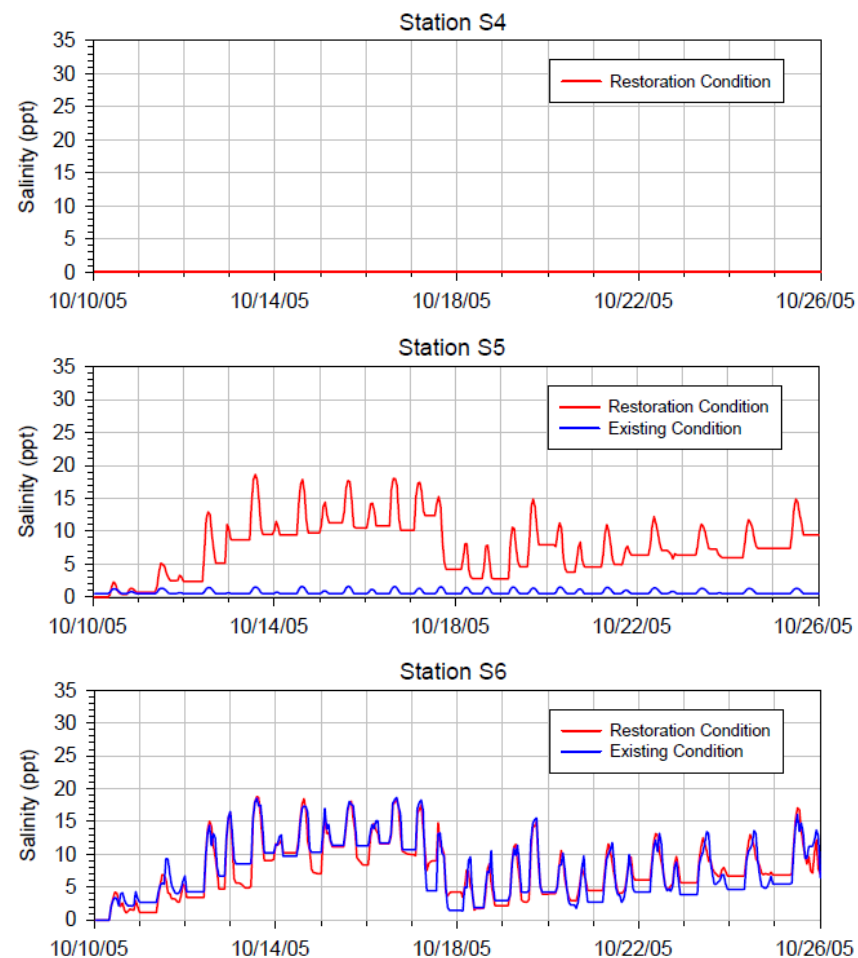 Station S4
35
30
25
20
15
10
5
0
Salinity (ppt)
Restoration Condition
10/10/05 10/14/05 10/18/05 10/22/05 10/26/05
Station S5
35
30
25
20
15
10
5
0
Salinity (ppt)
Restoration Condition
Existing Condition
10/10/05 10/14/05 10/18/05 10/22/05 10/26/05
Station S6
35
30
25
20
15
10
5
0
Salinity (ppt)
Restoration Condition
Existing Condition
10/10/05 10/14/05 10/18/05 10/22/05 10/26/05